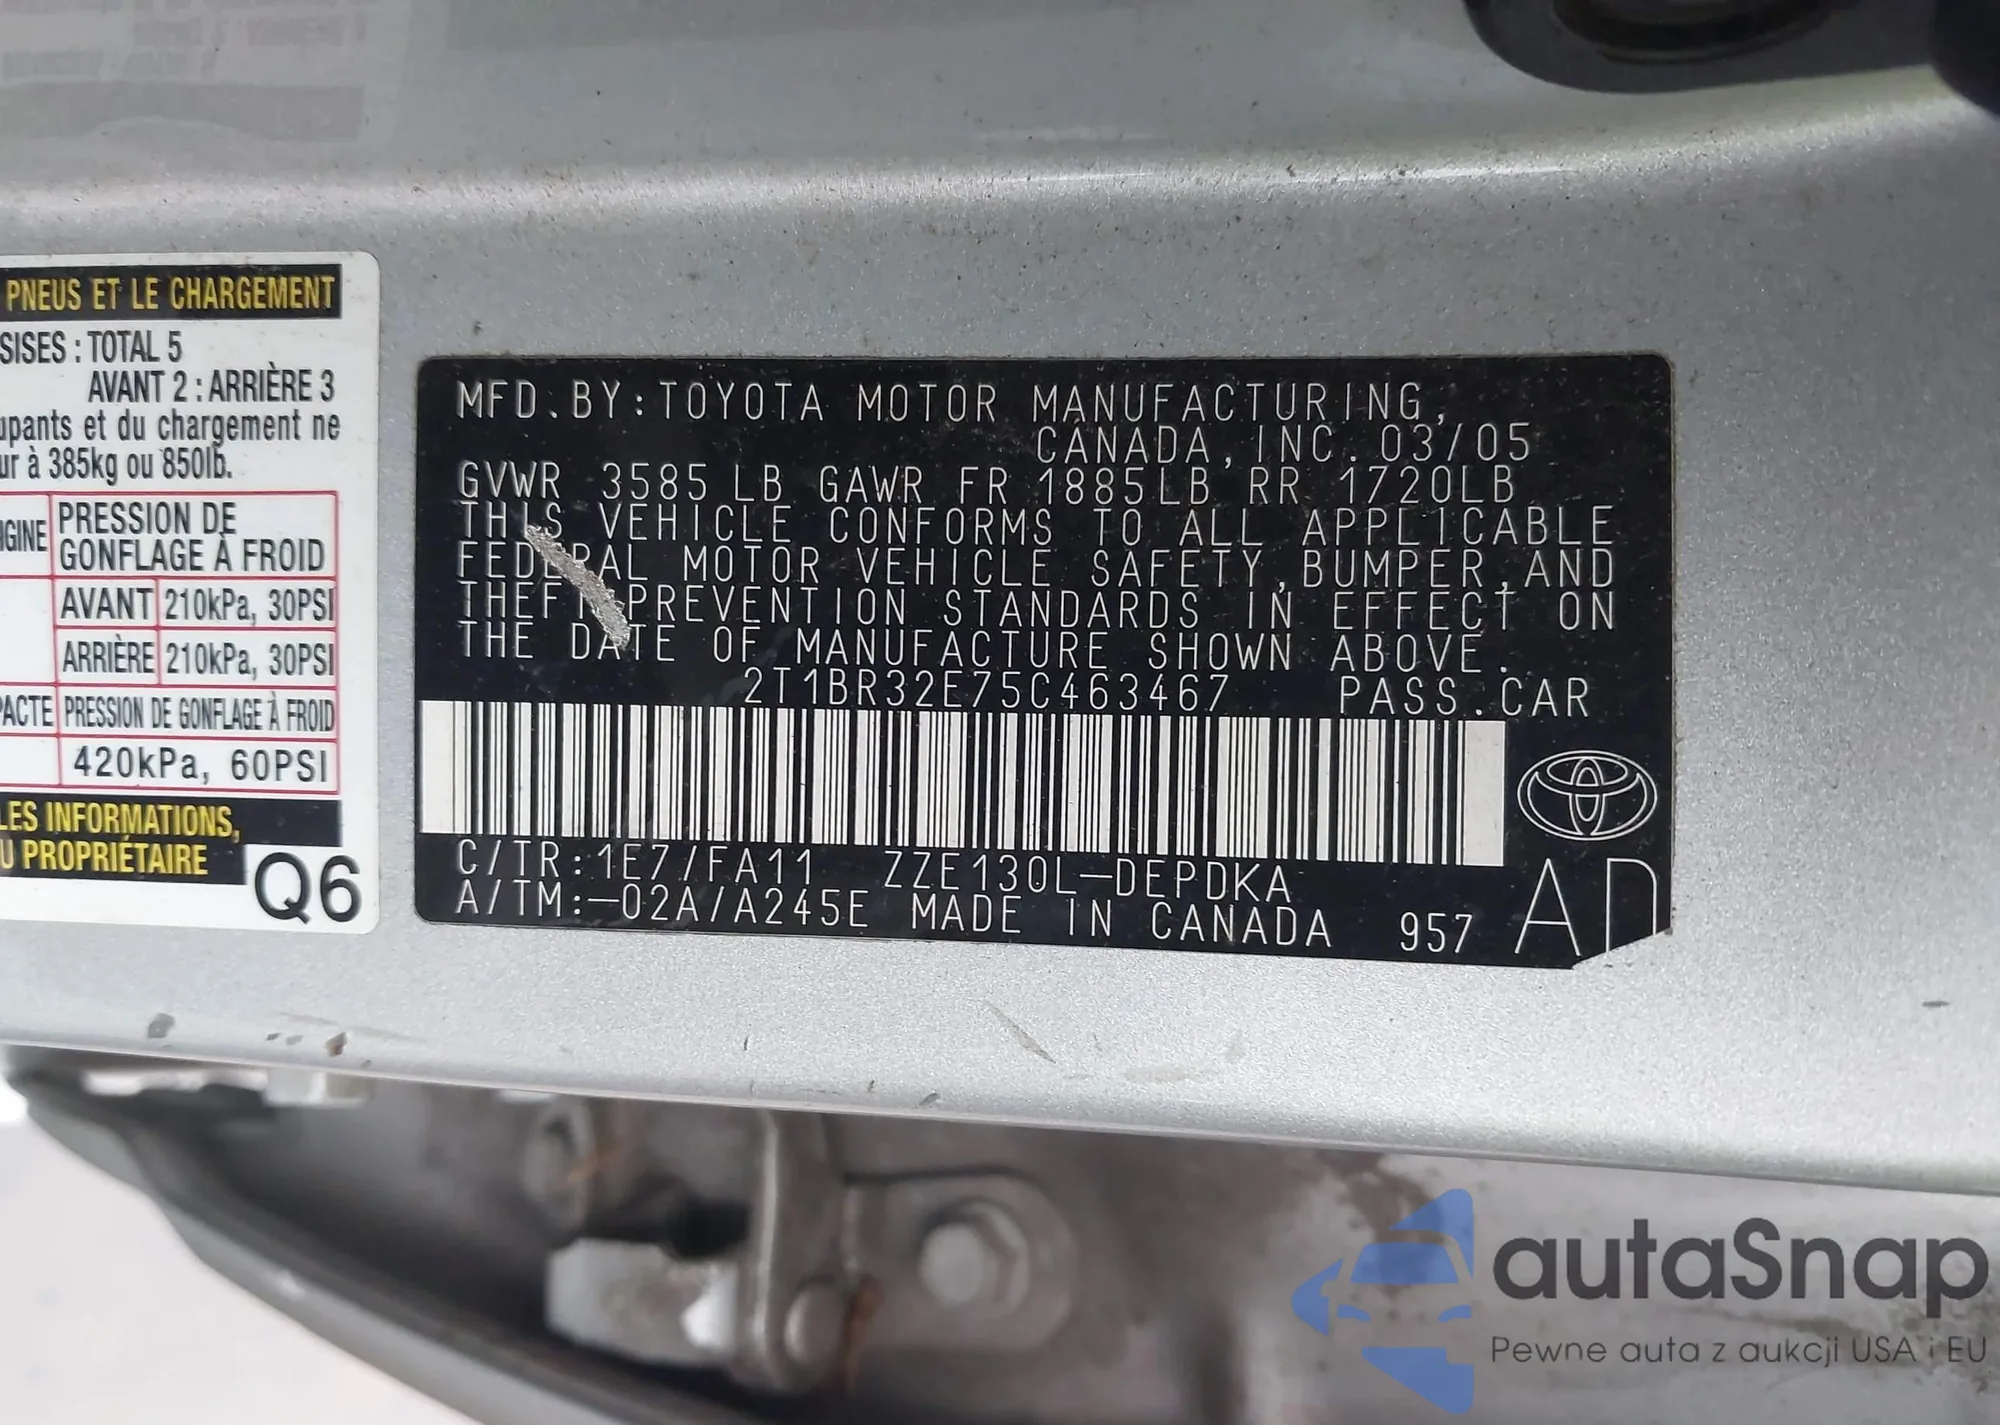 PNEUS ET LE CHARGEMENT
SISES : TOTAL 5
AVANT 2 : ARRIÈRE 3
upants et du chargement ne
ur à 385kg ou 850lb.
IGINE PRESSION DE
GONFLAGE À FROID
AVANT 210kPa, 30PSI
ARRIÈRE 210kPa, 30PSI
PACTE PRESSION DE GONFLAGE À FROID
420kPa, 60PSI
LES INFORMATIONS,
U PROPRIÉTAIRE
Q6
MFD.BY:TOYOTA MOTOR MANUFACTURING,
CANADA,INC. 03/05
GVWR 3585 LB GAWR FR 1885LB RR 1720LB
THIS VEHICLE CONFORMS TO ALL APPLICABLE
FEDERAL MOTOR VEHICLE SAFETY,BUMPER,AND
THEFT PREVENTION STANDARDS IN EFFECT ON
THE DATE OF MANUFACTURE SHOWN ABOVE.
2T1BR32E75C463467 PASS.CAR
C/TR:1E7/FA11 ZZE130L-DEPDKA
A/TM:-02A/A245E MADE IN CANADA 957
AD
autaSnap
Pewne auta z aukcji USA i EU